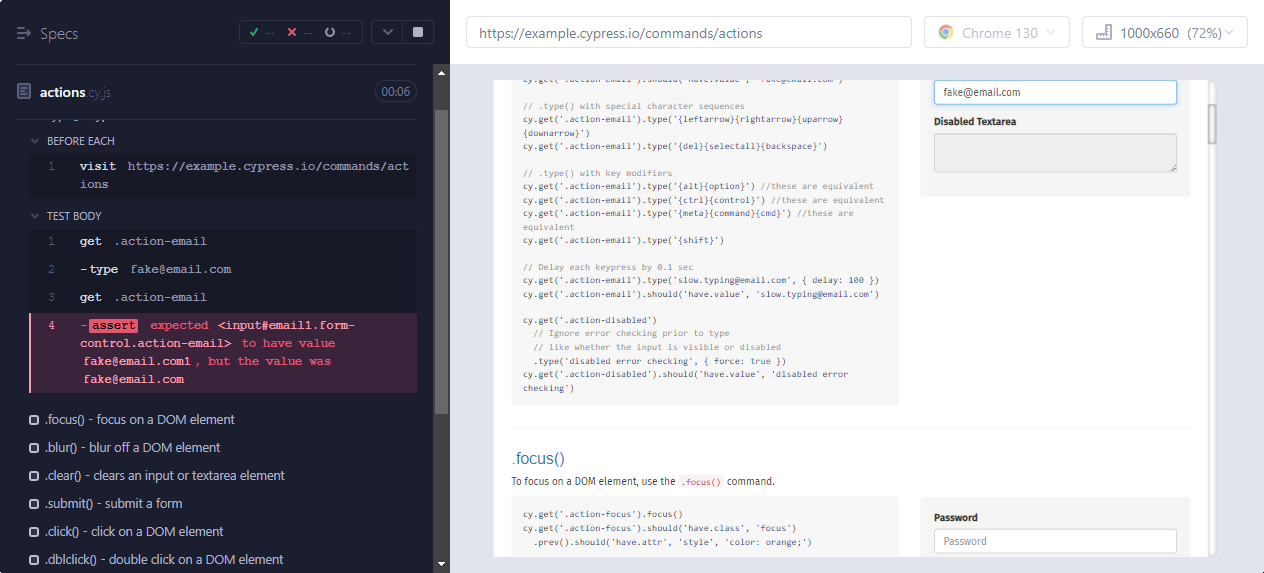 Specs
-- -- --
actions cy.js
00:06
BEFORE EACH
1 visit https://example.cypress.io/commands/act
ions
TEST BODY
1 get .action-email
2 -type fake@email.com
3 get .action-email
4 -assert expected <input#email1.form-
control.action-email> to have value
fake@email.com1, but the value was
fake@email.com
.focus() - focus on a DOM element
.blur() - blur off a DOM element
.clear() - clears an input or textarea element
.submit() - submit a form
.click() - click on a DOM element
.dblclick() - double click on a DOM element
https://example.cypress.io/commands/actions
Chrome 130
1000x660 (72%)
cy.get('.action-email').should('have.value', 'fake@email.com')
// .type() with special character sequences
cy.get('.action-email').type('{leftarrow}{rightarrow}{uparrow}
{downarrow}')
cy.get('.action-email').type('{del}{selectall}{backspace}')
// .type() with key modifiers
cy.get('.action-email').type('{alt}{option}') //these are equivalent
cy.get('.action-email').type('{ctrl}{control}') //these are equivalent
cy.get('.action-email').type('{meta}{command}{cmd}') //these are
equivalent
cy.get('.action-email').type('{shift}')
// Delay each keypress by 0.1 sec
cy.get('.action-email').type('slow.typing@email.com', { delay: 100 })
cy.get('.action-email').should('have.value', 'slow.typing@email.com')
cy.get('.action-disabled')
// Ignore error checking prior to type
// like whether the input is visible or disabled
.type('disabled error checking', { force: true })
cy.get('.action-disabled').should('have.value', 'disabled error
checking')
fake@email.com
Disabled Textarea
.focus()
To focus on a DOM element, use the .focus() command.
cy.get('.action-focus').focus()
cy.get('.action-focus').should('have.class', 'focus')
.prev().should('have.attr', 'style', 'color: orange;')
Password
Password